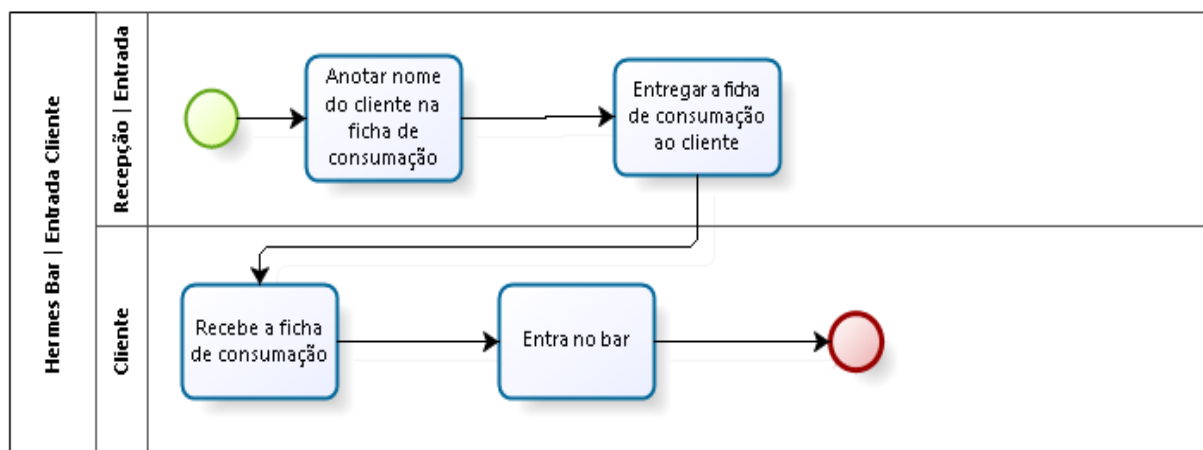 Hermes Bar | Entrada Cliente
Recepção | Entrada
Anotar nome
do cliente na
ficha de
consumação
Entregar a ficha
de consumação
ao cliente
Cliente
Recebe a ficha
de consumação
Entra no bar